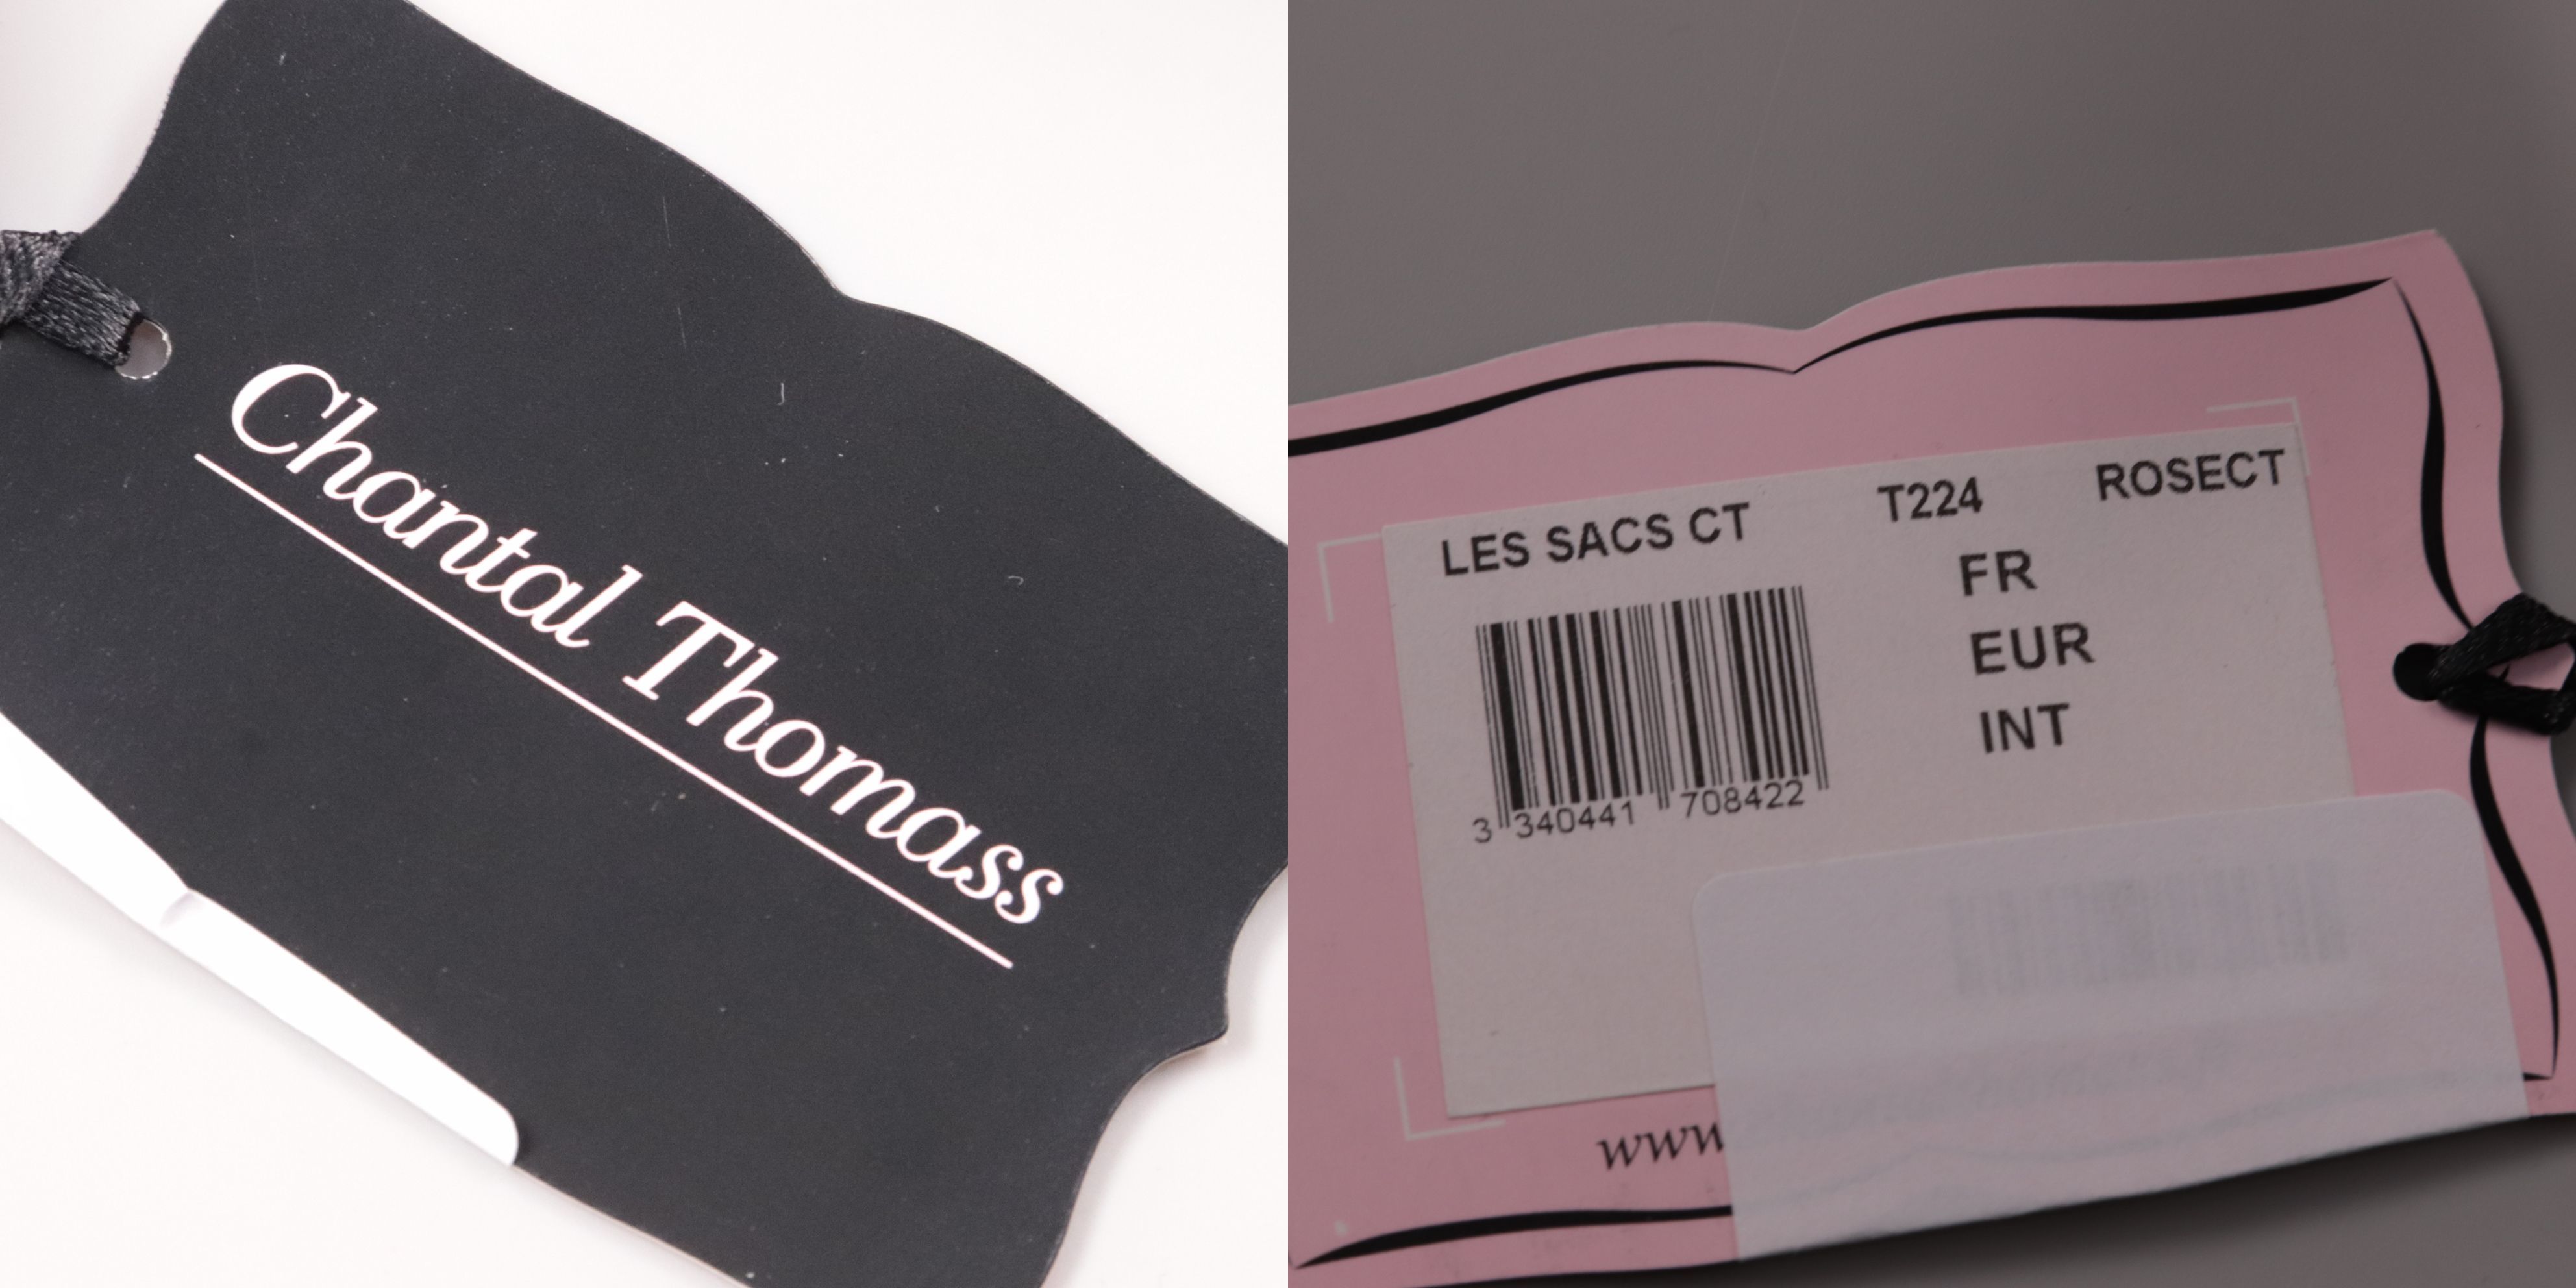 Chantal Thomass
LES SACS CT T224 ROSECT
FR
EUR
INT
3 340441 708422
www